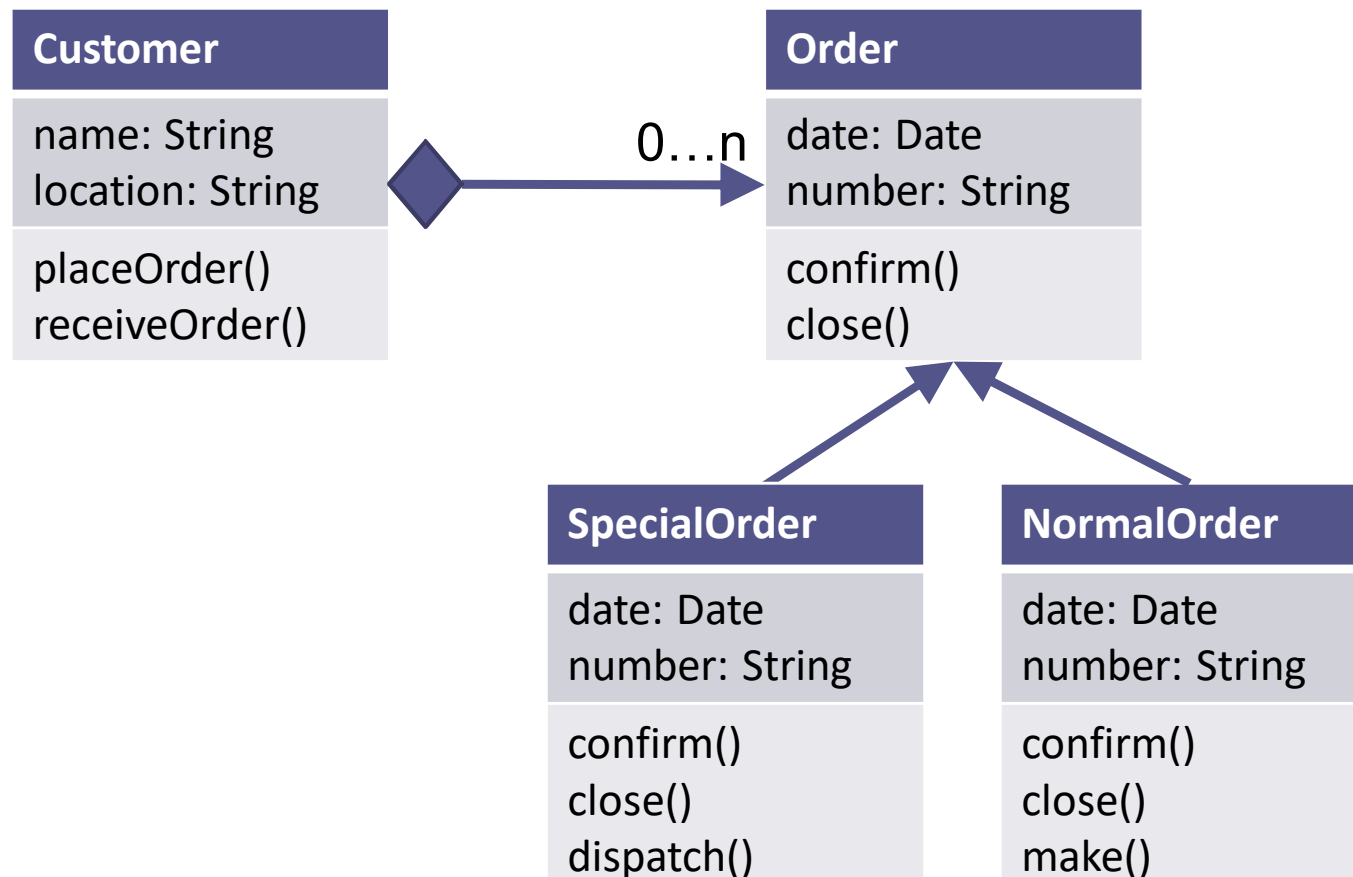 Customer
name: String
location: String
placeOrder()
receiveOrder()
0…n
Order
date: Date
number: String
confirm()
close()
SpecialOrder
date: Date
number: String
confirm()
close()
dispatch()
NormalOrder
date: Date
number: String
confirm()
close()
make()